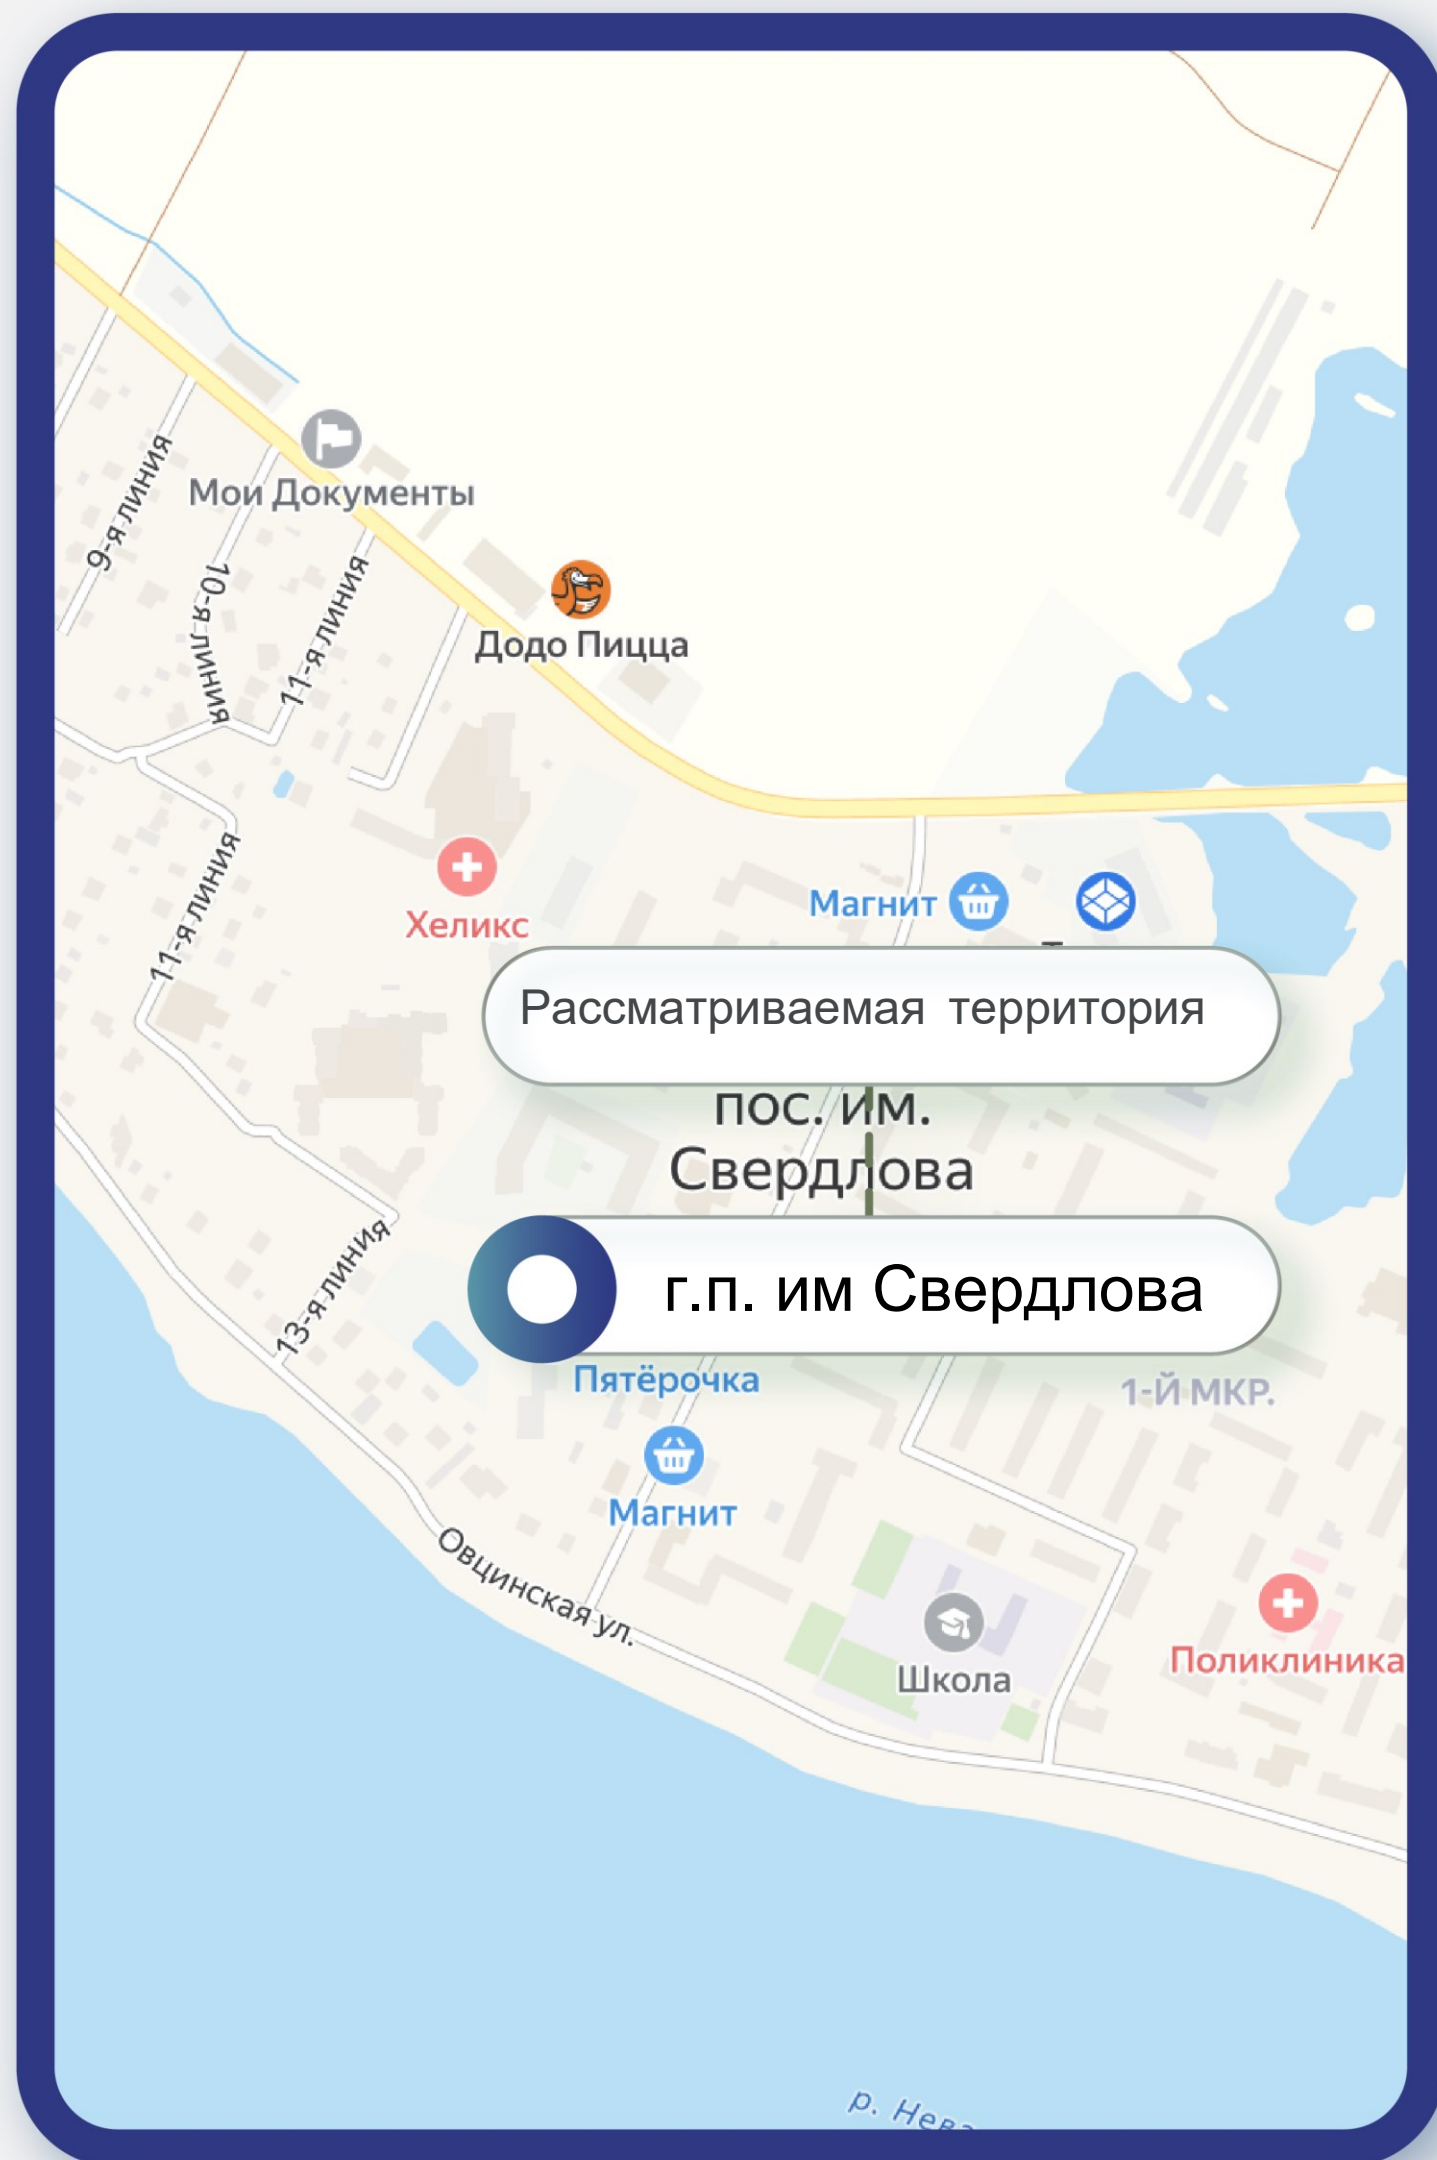 9-я линия
Мои Документы
10-я линия
11-я линия
Додо Пицца
11-я линия
Хеликс
Магнит
Рассматриваемая территория
пос. им.
Свердлова
г.п. им Свердлова
13-я линия
Пятёрочка
1-Й МКР.
Магнит
Овцинская ул.
Школа
Поликлиника
р. Нева